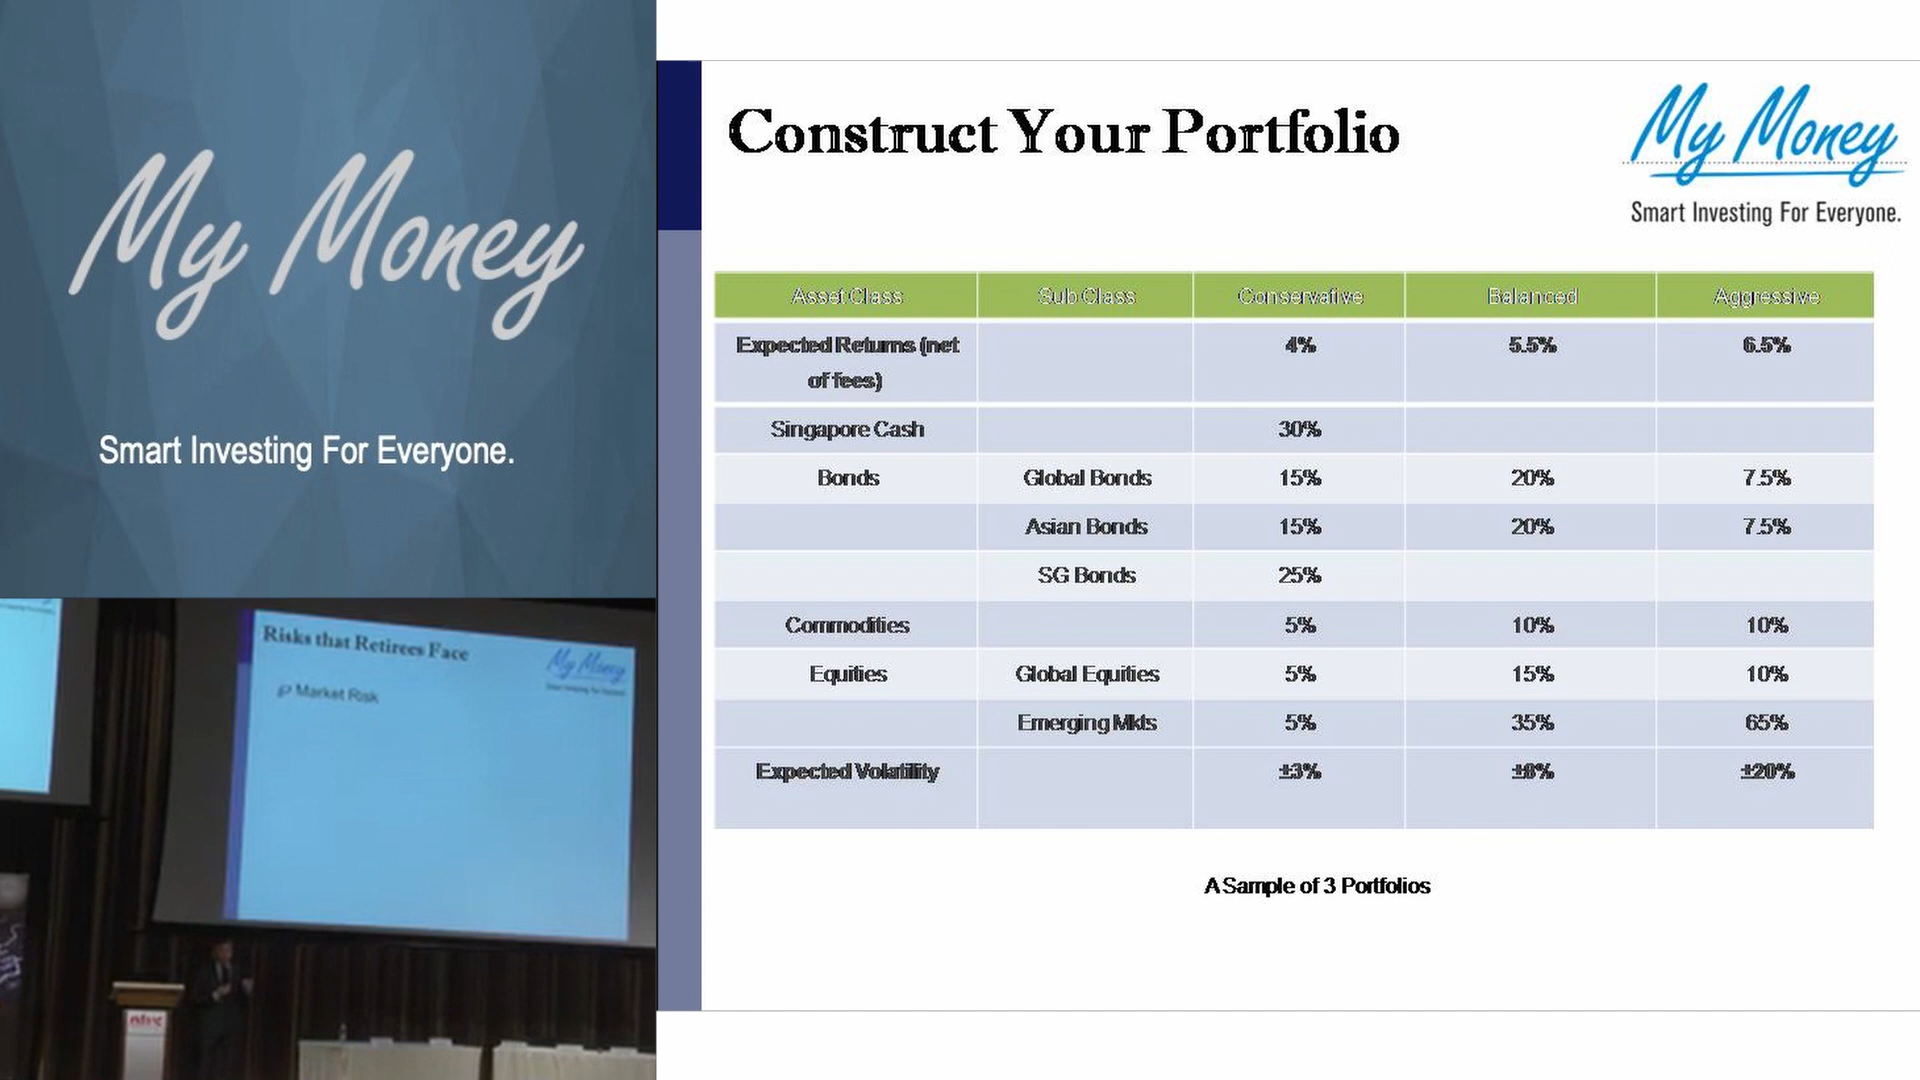 My Money
Smart Investing For Everyone.
Risks that Retirees Face
My Money
Market Risk
Construct Your Portfolio
My Money
Smart Investing For Everyone.
Asset Class Sub Class Conservative Balanced Aggressive
Expected Returns (net of fees) 4% 5.5% 6.5%
Singapore Cash 30%
Bonds Global Bonds 15% 20% 7.5%
Asian Bonds 15% 20% 7.5%
SG Bonds 25%
Commodities 5% 10% 10%
Equities Global Equities 5% 15% 10%
Emerging Mkts 5% 35% 65%
Expected Volatility ±3% ±8% ±20%
A Sample of 3 Portfolios